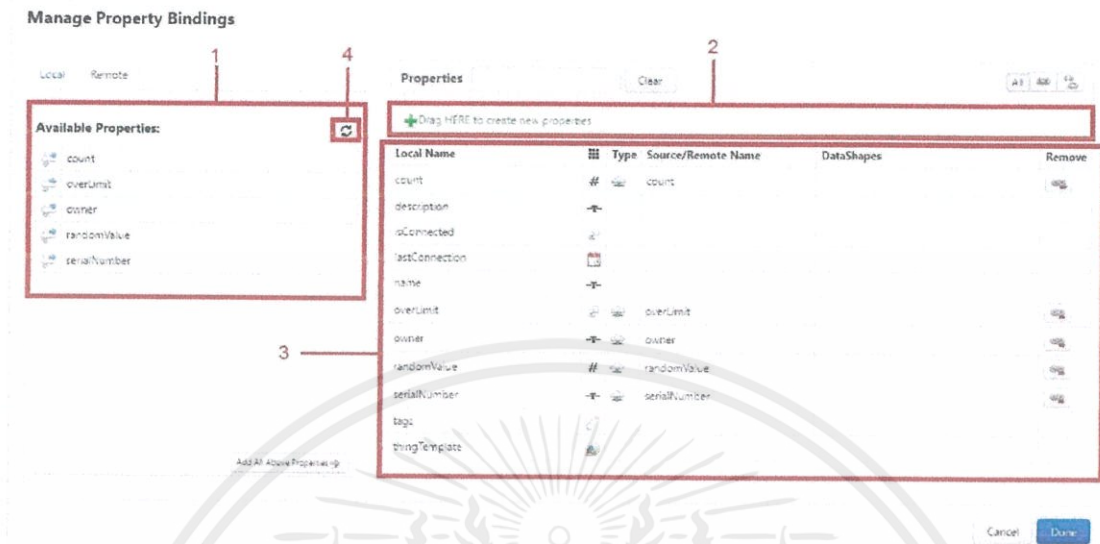 Manage Property Bindings
1
4
2
Local Remote
Properties Clear
All
Available Properties:
Drag HERE to create new properties
count
overLimit
owner
randomValue
serialNumber
Local Name Type Source/Remote Name DataShapes Remove
count # count
description
isConnected
lastConnection
name
overLimit overLimit
owner owner
3
randomValue # randomValue
serialNumber serialNumber
tags
thingTemplate
Add All Above Properties
Cancel Done